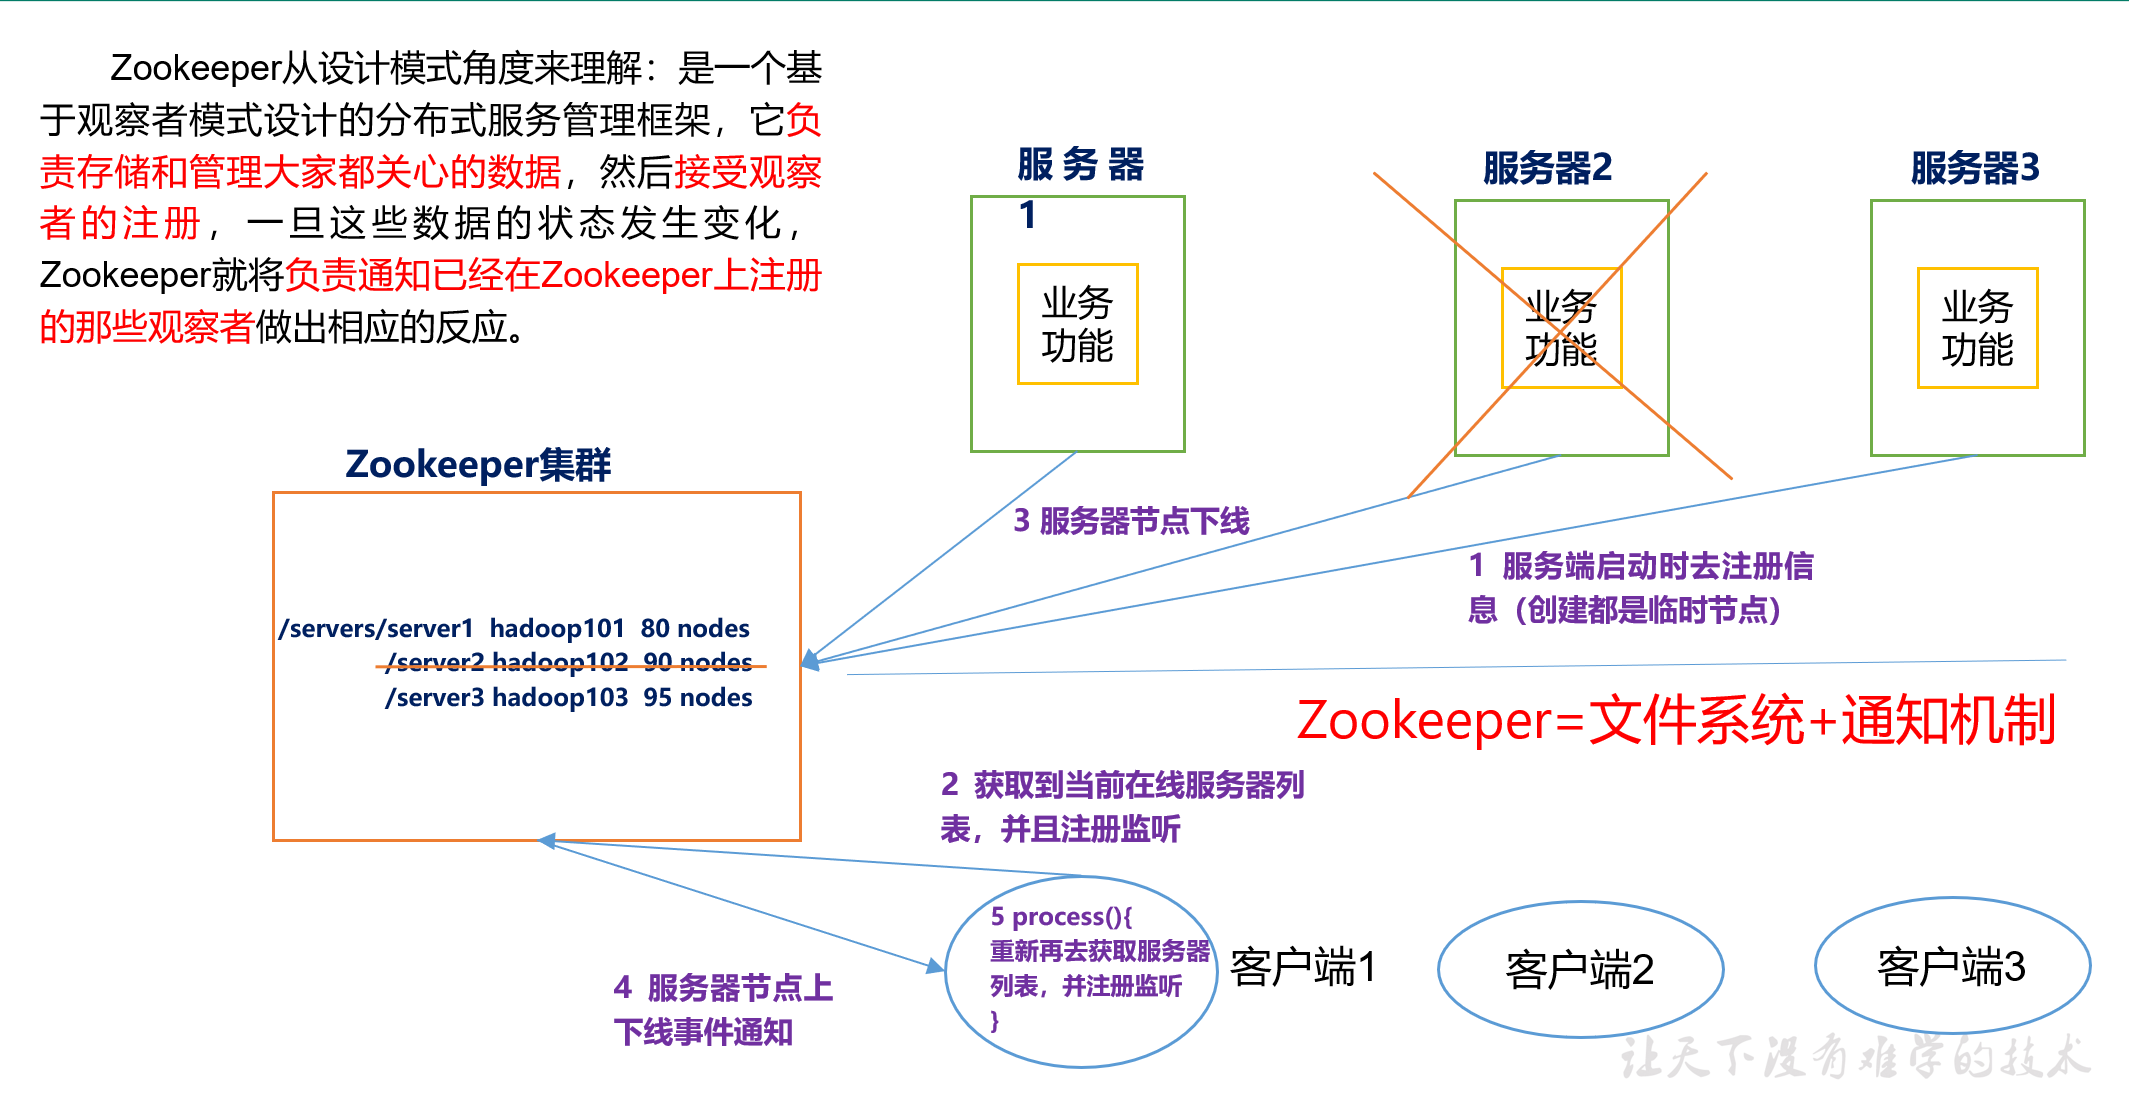 Zookeeper从设计模式角度来理解：是一个基
于观察者模式设计的分布式服务管理框架，它负
责存储和管理大家都关心的数据，然后接受观察
者的注册，一旦这些数据的状态发生变化，
Zookeeper就将负责通知已经在Zookeeper上注册
的那些观察者做出相应的反应。
服务器
1
业务
功能
服务器2
业务
功能
服务器3
业务
功能
Zookeeper集群
/servers/server1 hadoop101 80 nodes
/server2 hadoop102 90 nodes
/server3 hadoop103 95 nodes
3 服务器节点下线
1 服务端启动时去注册信
息（创建都是临时节点）
Zookeeper=文件系统+通知机制
2 获取到当前在线服务器列
表，并且注册监听
4 服务器节点上
下线事件通知
5 process(){
重新再去获取服务器
列表，并注册监听
}
客户端1
客户端2
客户端3
让天下没有难学的技术